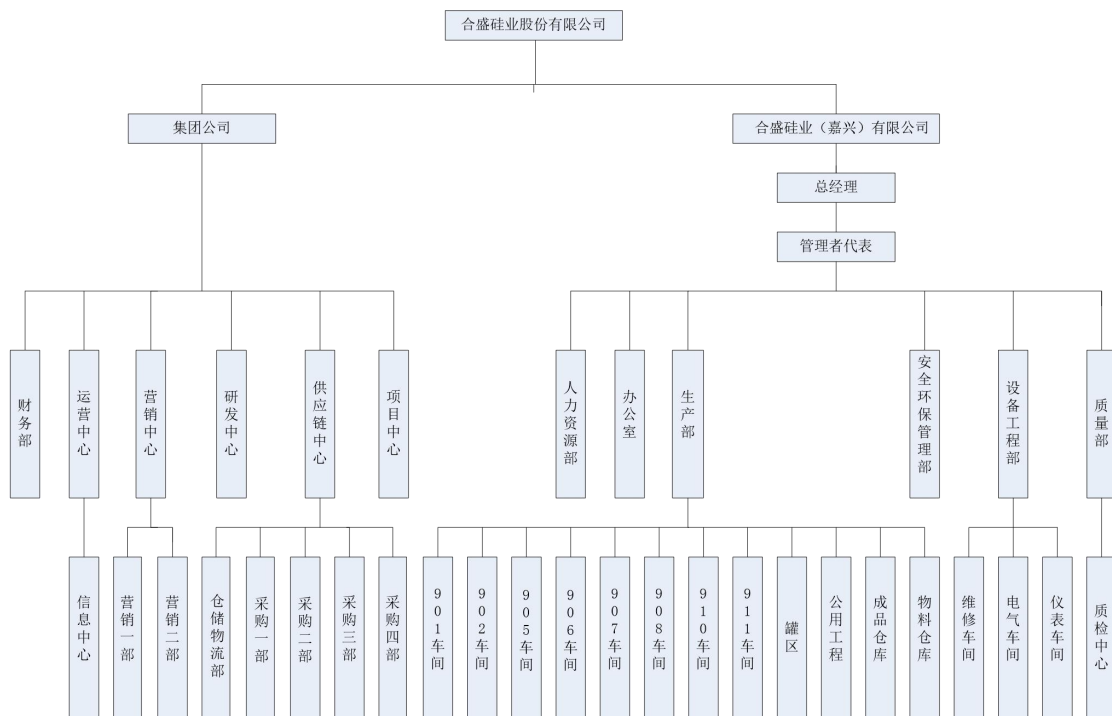 合盛硅业股份有限公司
集团公司
合盛硅业（嘉兴）有限公司
总经理
管理者代表
财务部
运营中心
营销中心
研发中心
供应链中心
项目中心
人力资源部
办公室
生产部
安全环保管理部
设备工程部
质量部
信息中心
营销一部
营销二部
仓储物流部
采购一部
采购二部
采购三部
采购四部
901车间
902车间
905车间
906车间
907车间
908车间
910车间
911车间
罐区
公用工程
成品仓库
物料仓库
维修车间
电气车间
仪表车间
质检中心